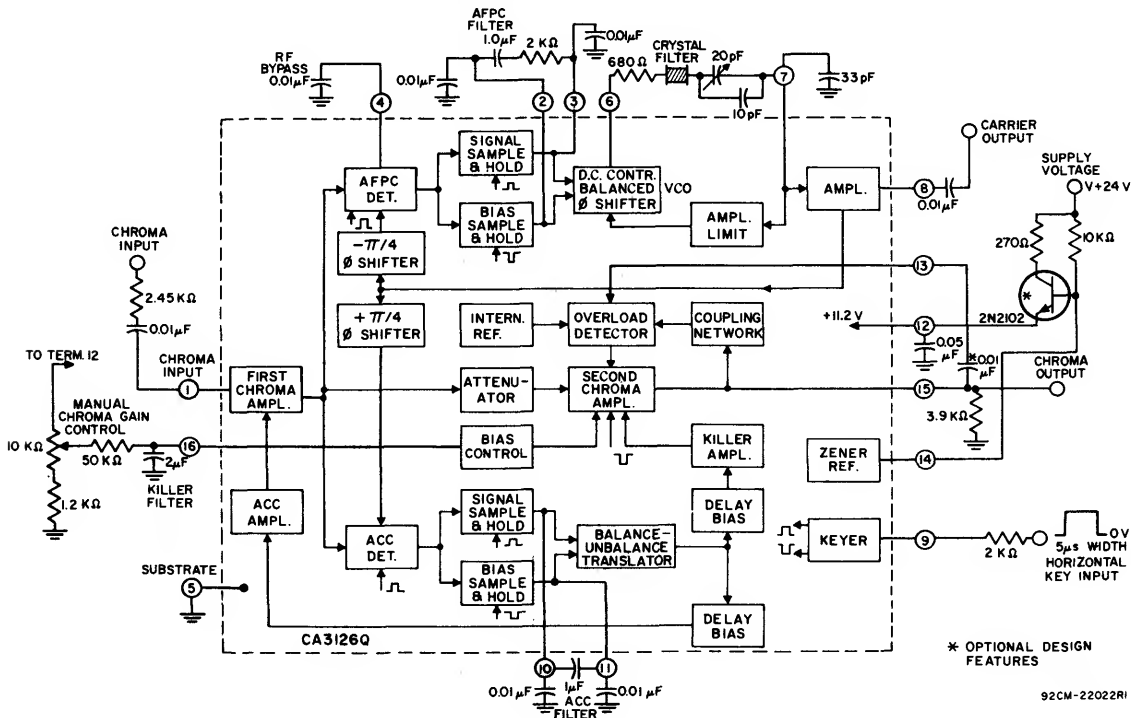 AFPC
FILTER
1.0μF
2 KΩ
0.01μF
RF
BYPASS
0.01μF
0.01μF
680Ω
CRYSTAL
FILTER
20pF
10pF
33pF
4
2
3
6
7
SIGNAL
SAMPLE
& HOLD
AFPC
DET.
BIAS
SAMPLE
& HOLD
D.C. CONTR.
BALANCED
Ø SHIFTER
VCO
AMPL.
LIMIT
AMPL.
8
0.01μF
CARRIER
OUTPUT
SUPPLY
VOLTAGE
V+24 V
270Ω
10KΩ
*
2N2102
CHROMA
INPUT
2.45KΩ
0.01μF
-π/4
Ø SHIFTER
+π/4
Ø SHIFTER
INTERN.
REF.
OVERLOAD
DETECTOR
COUPLING
NETWORK
13
+11.2 V
12
0.05
μF
*0.01
μF
TO TERM. 12
CHROMA
INPUT
1
FIRST
CHROMA
AMPL.
ATTENU-
ATOR
SECOND
CHROMA
AMPL.
15
CHROMA
OUTPUT
3.9KΩ
MANUAL
CHROMA GAIN
CONTROL
10 KΩ
50KΩ
16
2μF
KILLER
FILTER
1.2 KΩ
BIAS
CONTROL
KILLER
AMPL.
ZENER
REF.
14
ACC
AMPL.
ACC
DET.
SIGNAL
SAMPLE
& HOLD
BIAS
SAMPLE
& HOLD
BALANCE-
UNBALANCE
TRANSLATOR
DELAY
BIAS
KEYER
9
2 KΩ
0V
5μs WIDTH
HORIZONTAL
KEY INPUT
SUBSTRATE
5
DELAY
BIAS
CA3126Q
10
11
1μF
0.01μF
0.01μF
ACC
FILTER
* OPTIONAL DESIGN
FEATURES
92CM-22022R1